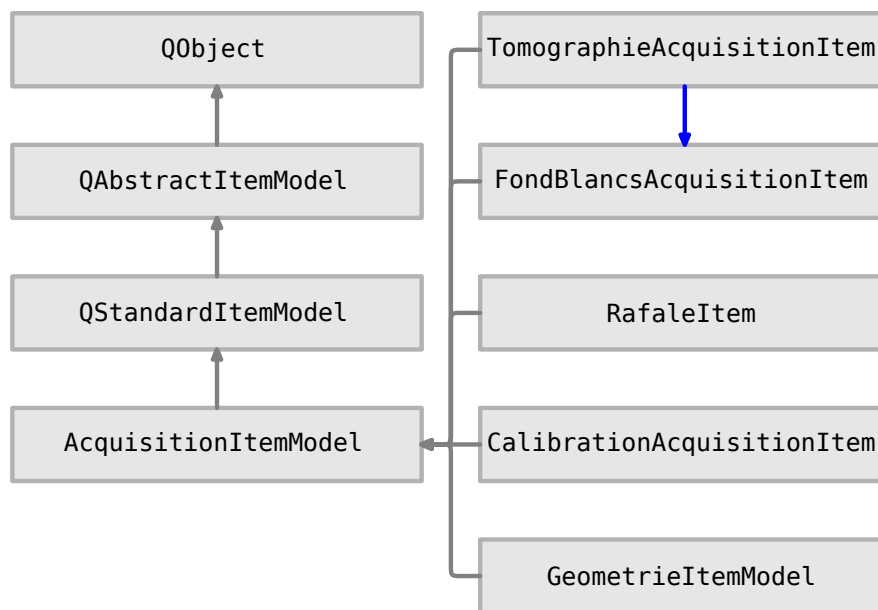 QObject
QAbstractItemModel
QStandardItemModel
AcquisitionItemModel
TomographieAcquisitionItem
FondBlancsAcquisitionItem
RafaleItem
CalibrationAcquisitionItem
GeometrieItemModel